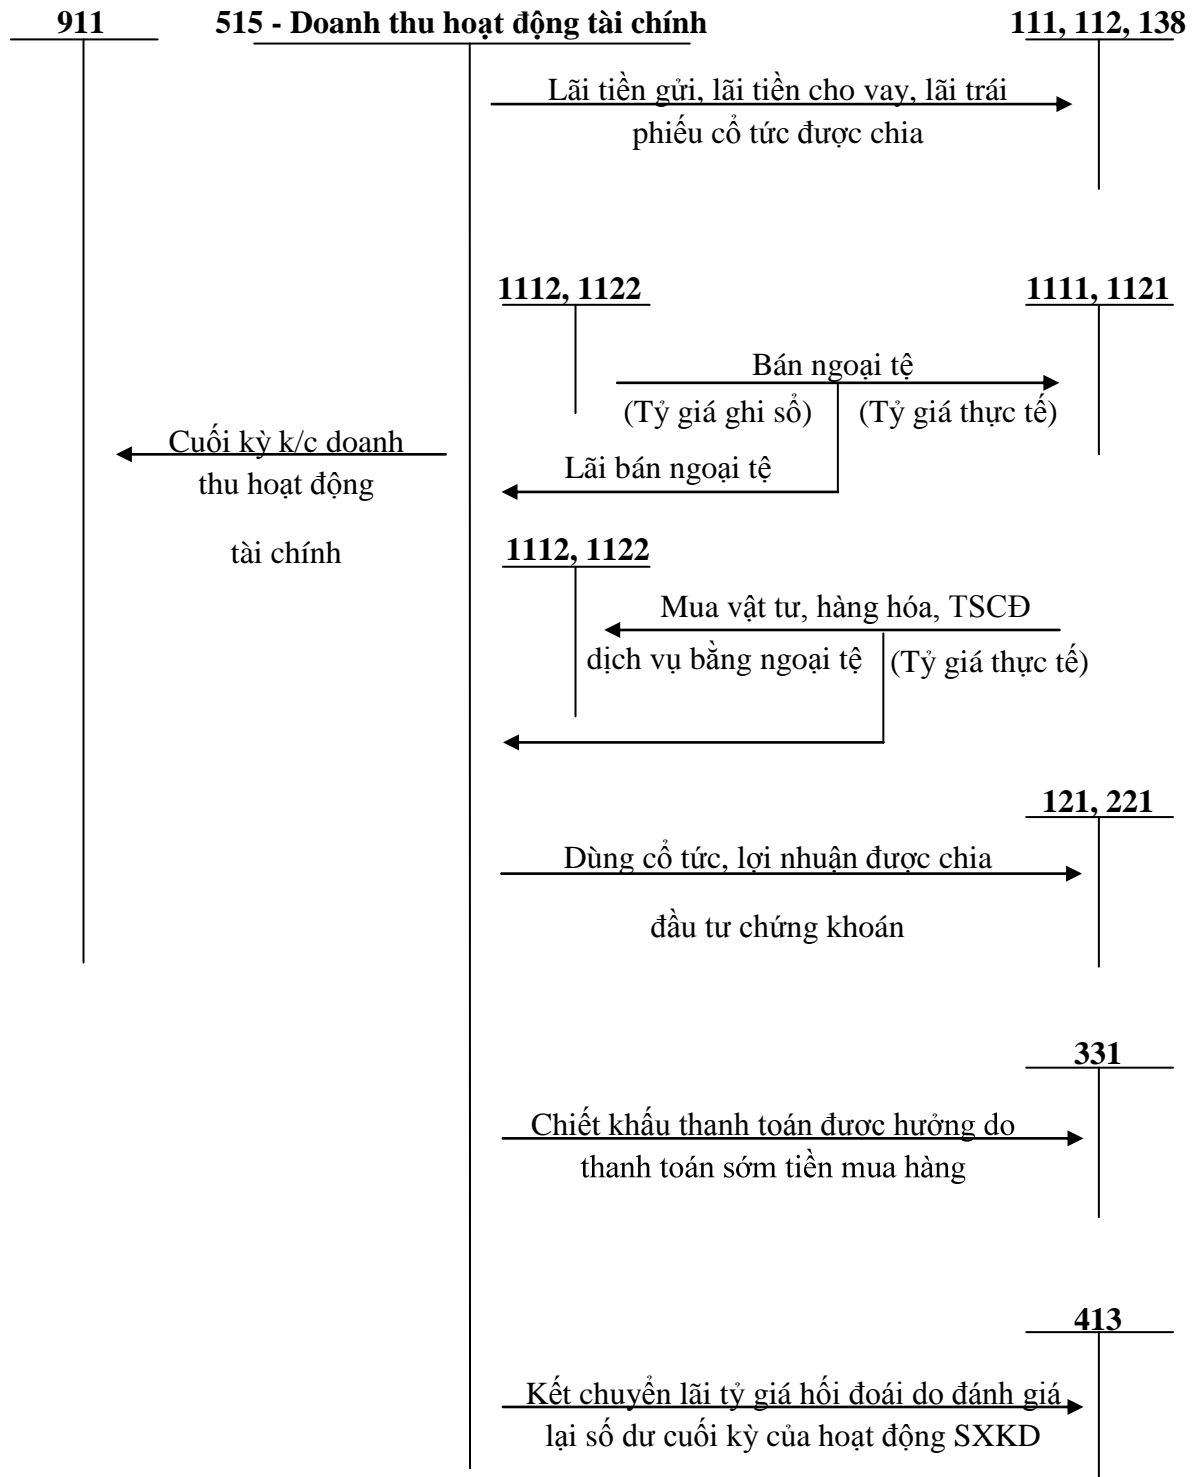 911 515 - Doanh thu hoạt động tài chính 111, 112, 138
Lãi tiền gửi, lãi tiền cho vay, lãi trái
phiếu cổ tức được chia
1112, 1122 1111, 1121
Bán ngoại tệ
(Tỷ giá ghi sổ) (Tỷ giá thực tế)
Cuối kỳ k/c doanh
thu hoạt động
tài chính
Lãi bán ngoại tệ
1112, 1122
Mua vật tư, hàng hóa, TSCĐ
dịch vụ bằng ngoại tệ (Tỷ giá thực tế)
121, 221
Dùng cổ tức, lợi nhuận được chia
đầu tư chứng khoán
331
Chiết khấu thanh toán đươc hưởng do
thanh toán sớm tiền mua hàng
413
Kết chuyển lãi tỷ giá hối đoái do đánh giá
lại số dư cuối kỳ của hoạt động SXKD